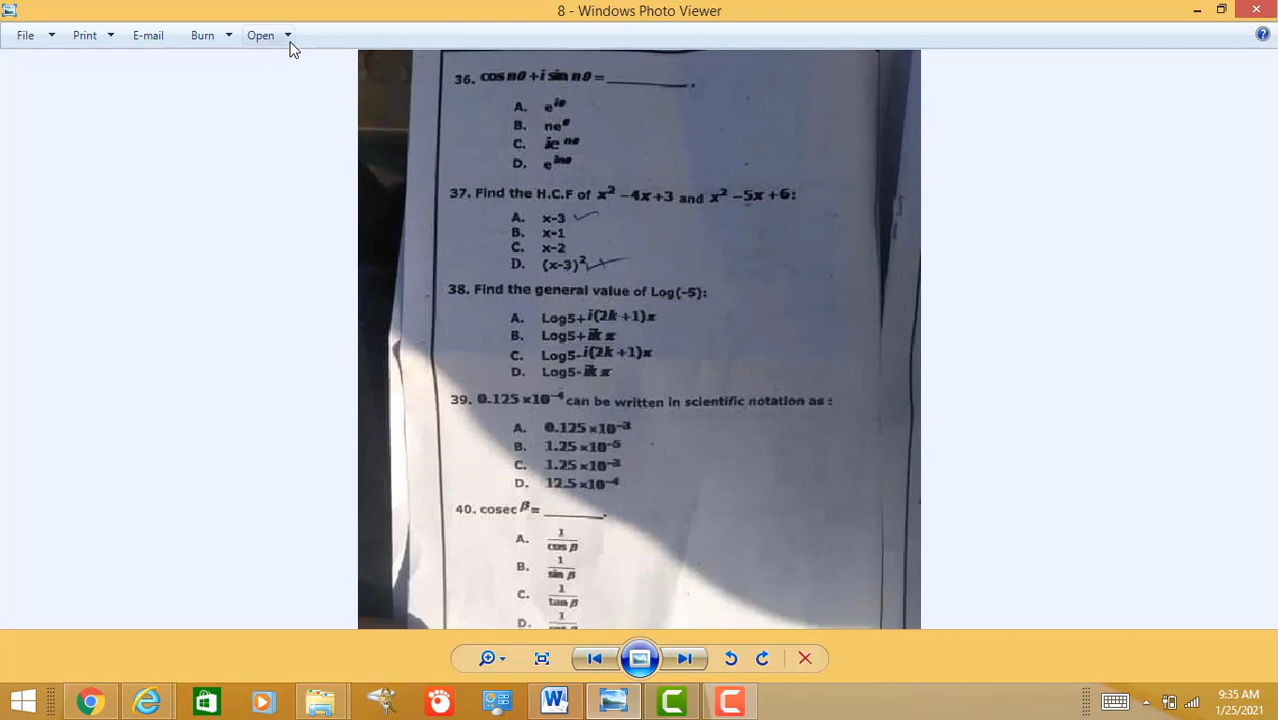 8 - Windows Photo Viewer
File Print E-mail Burn Open
36. cos nθ + i sin nθ = ________.
A. e^iθ
B. ne^θ
C. ie^nθ
D. e^inθ
37. Find the H.C.F of x² −4x+3 and x² −5x +6:
A. x-3
B. x-1
C. x-2
D. (x-3)²
38. Find the general value of Log(-5):
A. Log5+i(2k +1)π
B. Log5+ikπ
C. Log5-i(2k +1)π
D. Log5-ikπ
39. 0.125 ×10⁻⁴ can be written in scientific notation as :
A. 0.125 ×10⁻³
B. 1.25 ×10⁻⁵
C. 1.25 ×10⁻³
D. 12.5 ×10⁻⁴
40. cosec β = ______.
A. 1/cos β
B. 1/sin β
C. 1/tan β
D. 1
9:35 AM
1/25/2021